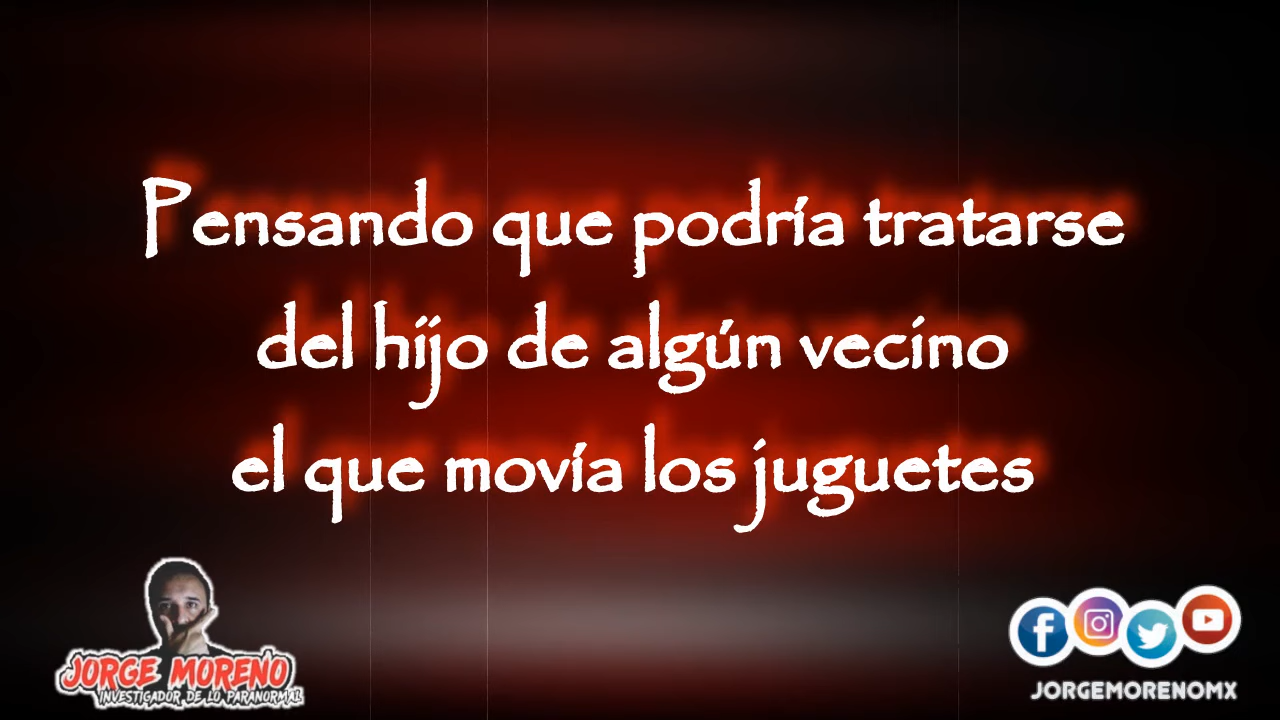 Pensando que podría tratarse
del hijo de algún vecino
el que movía los juguetes
JORGE MORENO
INVESTIGADOR DE LO PARANORMAL
JORGEMORENOMX